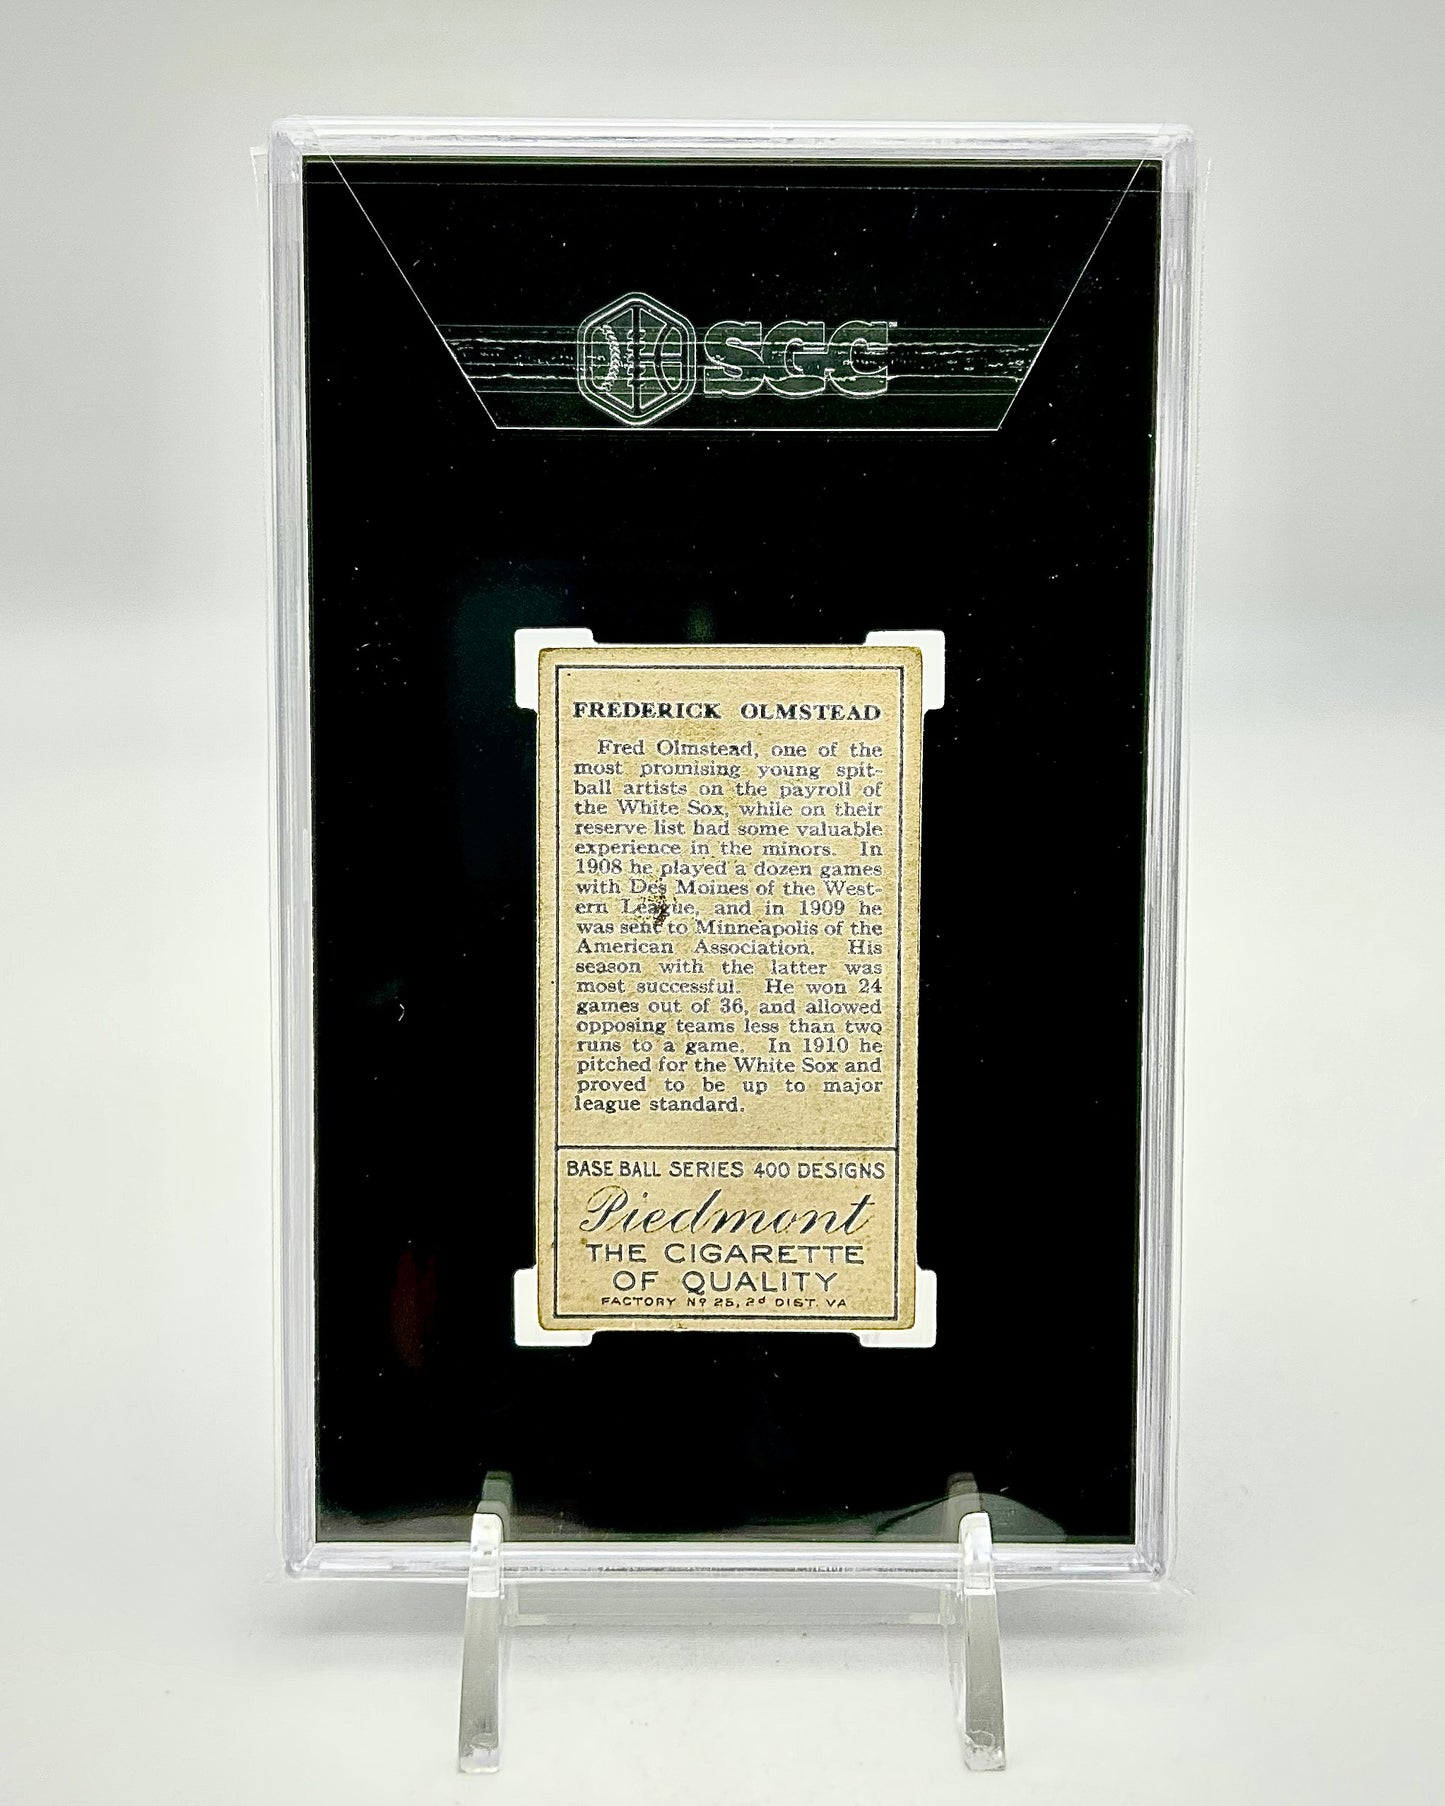 SGC
FREDERICK OLMSTEAD
Fred Olmstead, one of the
most promising young spit-
ball artists on the payroll of
the White Sox, while on their
reserve list had some valuable
experience in the minors. In
1908 he played a dozen games
with Des Moines of the West-
ern League, and in 1909 he
was sent to Minneapolis of the
American Association. His
season with the latter was
most successful. He won 24
games out of 36, and allowed
opposing teams less than two
runs to a game. In 1910 he
pitched for the White Sox and
proved to be up to major
league standard.
BASE BALL SERIES 400 DESIGNS
Piedmont
THE CIGARETTE
OF QUALITY
FACTORY Nº 25, 2d DIST. VA